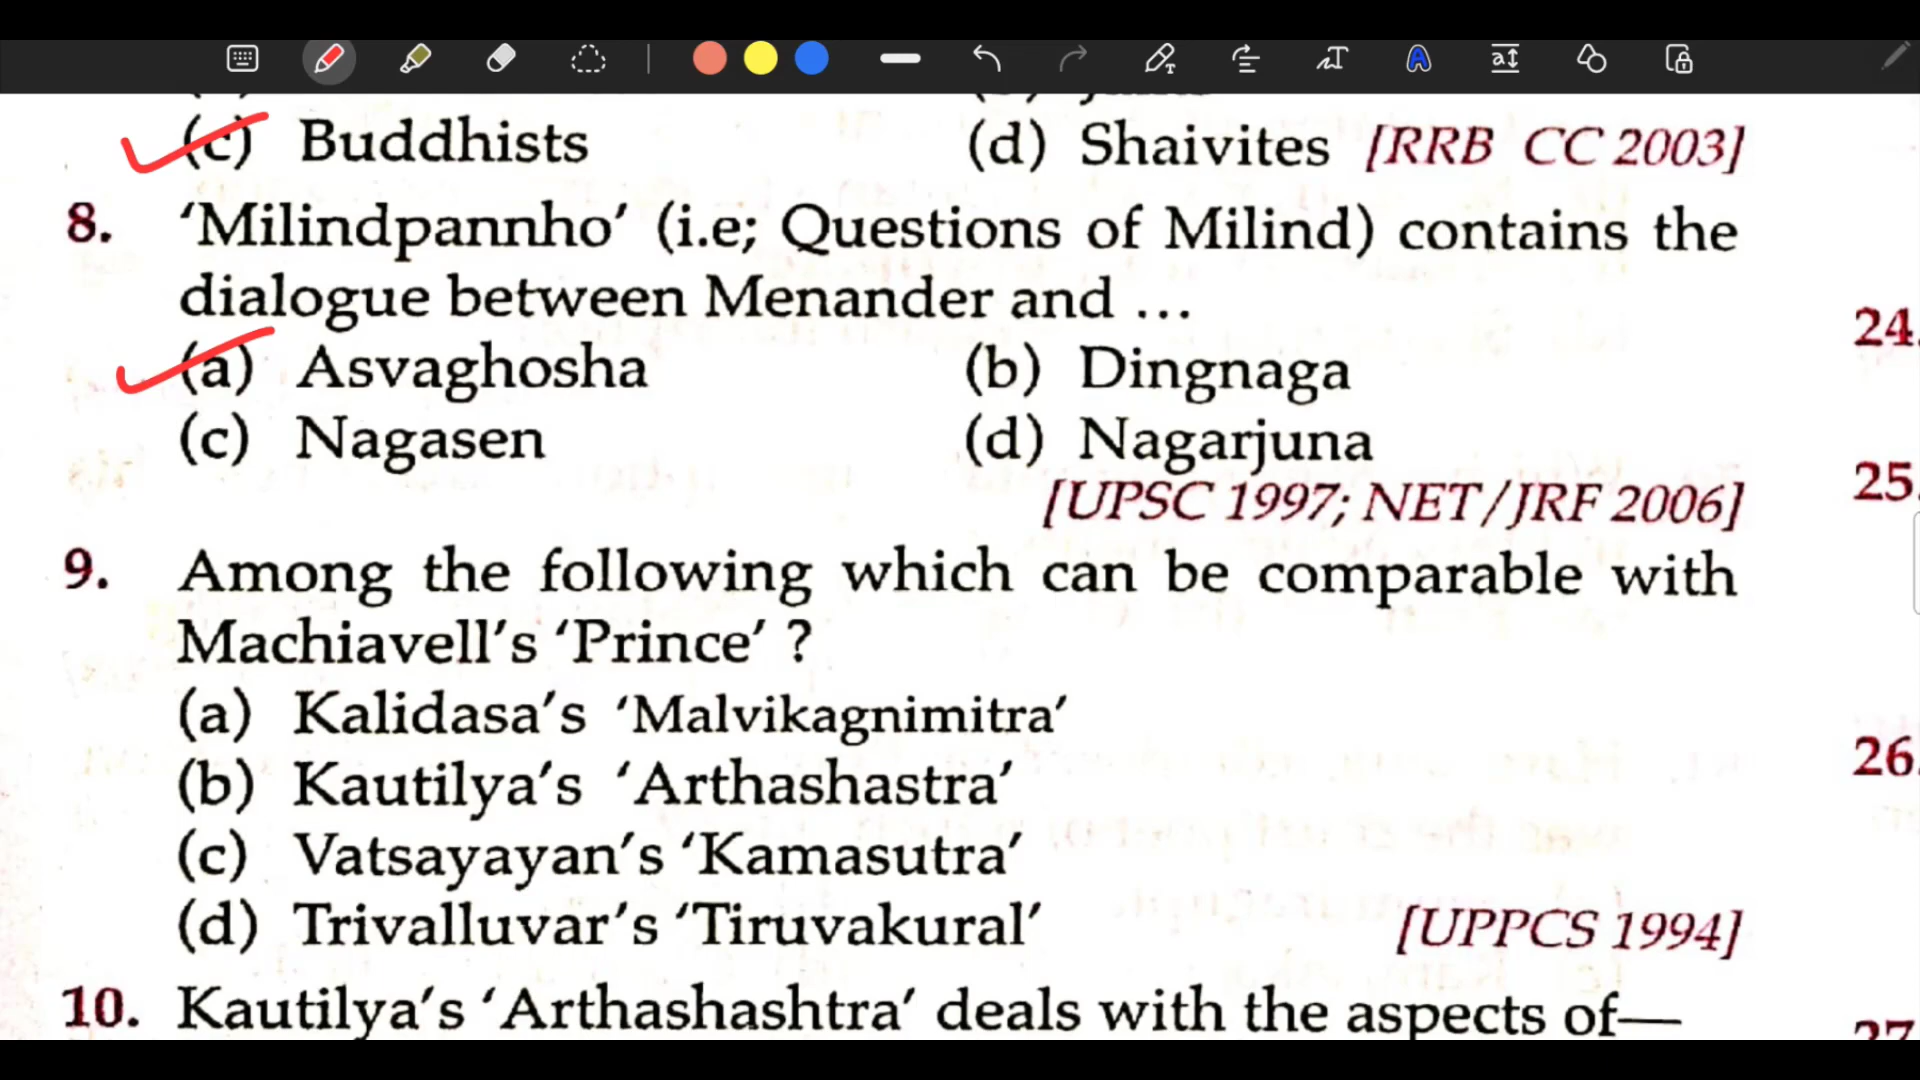 (c) Buddhists (d) Shaivites [RRB CC 2003]
8. 'Milindpannho' (i.e; Questions of Milind) contains the
dialogue between Menander and ...
(a) Asvaghosha (b) Dingnaga
(c) Nagasen (d) Nagarjuna
[UPSC 1997; NET/JRF 2006]
9. Among the following which can be comparable with
Machiavell's 'Prince' ?
(a) Kalidasa's 'Malvikagnimitra'
(b) Kautilya's 'Arthashastra'
(c) Vatsayayan's 'Kamasutra'
(d) Trivalluvar's 'Tiruvakural' [UPPCS 1994]
10. Kautilya's 'Arthashashtra' deals with the aspects of—
24.
25.
26.
27